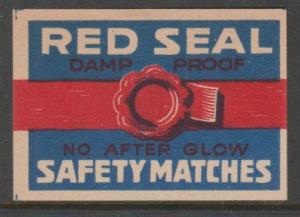 RED SEAL
DAMP PROOF
NO AFTER GLOW
SAFETY MATCHES